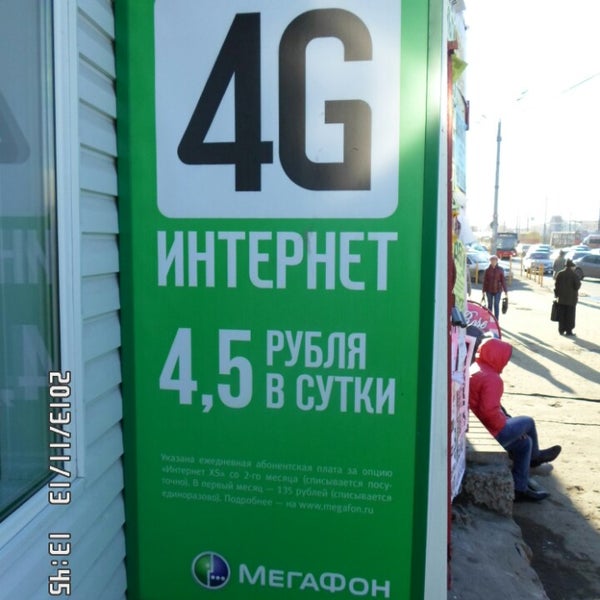 4G
ИНТЕРНЕТ
4,5 РУБЛЯ
В СУТКИ
Указана ежедневная абонентская плата за опцию
«Интернет XS» со 2-го месяца (списывается посу-
точно). В первый месяц — 135 рублей (списывается
единоразово). Подробнее — на www.megafon.ru
МЕГАФОН
2013/11/13 13:45